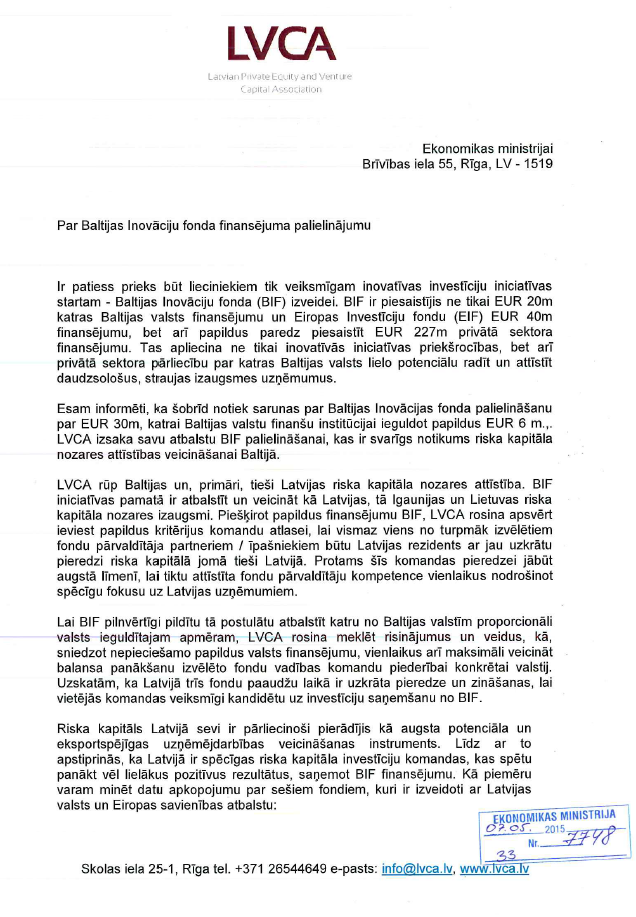 LVCA
Latvian Private Equity and Venture
Capital Association
Ekonomikas ministrijai
Brīvības iela 55, Rīga, LV - 1519
Par Baltijas Inovāciju fonda finansējuma palielinājumu
Ir patiess prieks būt lieciniekiem tik veiksmīgam inovatīvas investīciju iniciatīvas
startam - Baltijas Inovāciju fonda (BIF) izveidei. BIF ir piesaistījis ne tikai EUR 20m
katras Baltijas valsts finansējumu un Eiropas Investīciju fondu (EIF) EUR 40m
finansējumu, bet arī papildus paredz piesaistīt EUR 227m privātā sektora
finansējumu. Tas apliecina ne tikai inovatīvās iniciatīvas priekšrocības, bet arī
privātā sektora pārliecību par katras Baltijas valsts lielo potenciālu radīt un attīstīt
daudzsološus, straujas izaugsmes uzņēmumus.
Esam informēti, ka šobrīd notiek sarunas par Baltijas Inovācijas fonda palielināšanu
par EUR 30m, katrai Baltijas valstu finanšu institūcijai ieguldot papildus EUR 6 m.,.
LVCA izsaka savu atbalstu BIF palielināšanai, kas ir svarīgs notikums riska kapitāla
nozares attīstības veicināšanai Baltijā.
LVCA rūp Baltijas un, primāri, tieši Latvijas riska kapitāla nozares attīstība. BIF
iniciatīvas pamatā ir atbalstīt un veicināt kā Latvijas, tā Igaunijas un Lietuvas riska
kapitāla nozares izaugsmi. Piešķirot papildus finansējumu BIF, LVCA rosina apsvērt
ieviest papildus kritērijus komandu atlasei, lai vismaz viens no turpmāk izvēlētiem
fondu pārvaldītāja partneriem / īpašniekiem būtu Latvijas rezidents ar jau uzkrātu
pieredzi riska kapitālā jomā tieši Latvijā. Protams šīs komandas pieredzei jābūt
augstā līmenī, lai tiktu attīstīta fondu pārvaldītāju kompetence vienlaikus nodrošinot
spēcīgu fokusu uz Latvijas uzņēmumiem.
Lai BIF pilnvērtīgi pildītu tā postulātu atbalstīt katru no Baltijas valstīm proporcionāli
valsts ieguldītajam apmēram, LVCA rosina meklēt risinājumus un veidus, kā,
sniedzot nepieciešamo papildus valsts finansējumu, vienlaikus arī maksimāli veicināt
balansa panākšanu izvēlēto fondu vadības komandu piederībai konkrētai valstij.
Uzskatām, ka Latvijā trīs fondu paaudžu laikā ir uzkrāta pieredze un zināšanas, lai
vietējās komandas veiksmīgi kandidētu uz investīciju saņemšanu no BIF.
Riska kapitāls Latvijā sevi ir pārliecinoši pierādījis kā augsta potenciāla un
eksportspējīgas uzņēmējdarbības veicināšanas instruments. Līdz ar to
apstiprinās, ka Latvijā ir spēcīgas riska kapitāla investīciju komandas, kas spētu
panākt vēl lielākus pozitīvus rezultātus, saņemot BIF finansējumu. Kā piemēru
varam minēt datu apkopojumu par sešiem fondiem, kuri ir izveidoti ar Latvijas
valsts un Eiropas savienības atbalstu:
EKONOMIKAS MINISTRIJA
07.05. 2015
Nr. 7748
33
Skolas iela 25-1, Rīga tel. +371 26544649 e-pasts: info@lvca.lv, www.lvca.lv